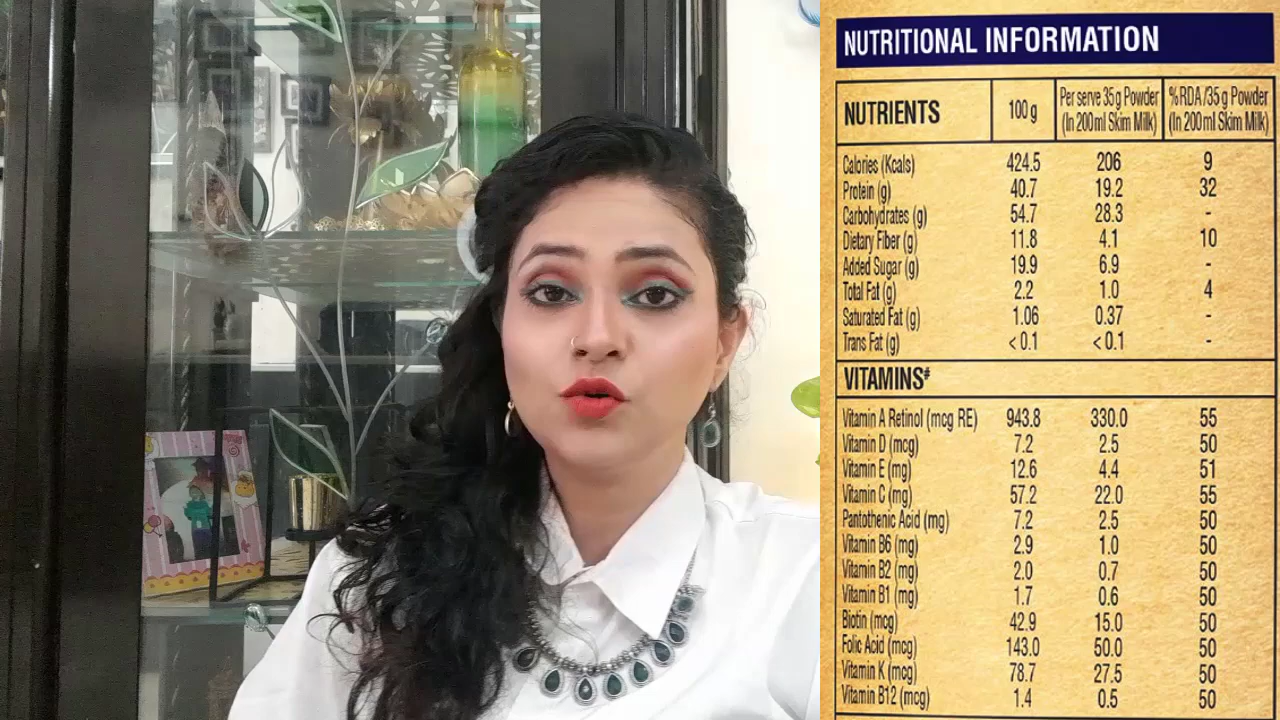 NUTRITIONAL INFORMATION
NUTRIENTS 100 g Per serve 35 g Powder (In 200 ml Skim Milk) %RDA/35 g Powder (In 200 ml Skim Milk)
Calories (Kcals) 424.5 206 9
Protein (g) 40.7 19.2 32
Carbohydrates (g) 54.7 28.3 -
Dietary Fiber (g) 11.8 4.1 10
Added Sugar (g) 19.9 6.9 -
Total Fat (g) 2.2 1.0 4
Saturated Fat (g) 1.06 0.37 -
Trans Fat (g) < 0.1 < 0.1 -
VITAMINS#
Vitamin A Retinol (mcg RE) 943.8 330.0 55
Vitamin D (mcg) 7.2 2.5 50
Vitamin E (mg) 12.6 4.4 51
Vitamin C (mg) 57.2 22.0 55
Pantothenic Acid (mg) 7.2 2.5 50
Vitamin B6 (mg) 2.9 1.0 50
Vitamin B2 (mg) 2.0 0.7 50
Vitamin B1 (mg) 1.7 0.6 50
Biotin (mcg) 42.9 15.0 50
Folic Acid (mcg) 143.0 50.0 50
Vitamin K (mcg) 78.7 27.5 50
Vitamin B12 (mcg) 1.4 0.5 50